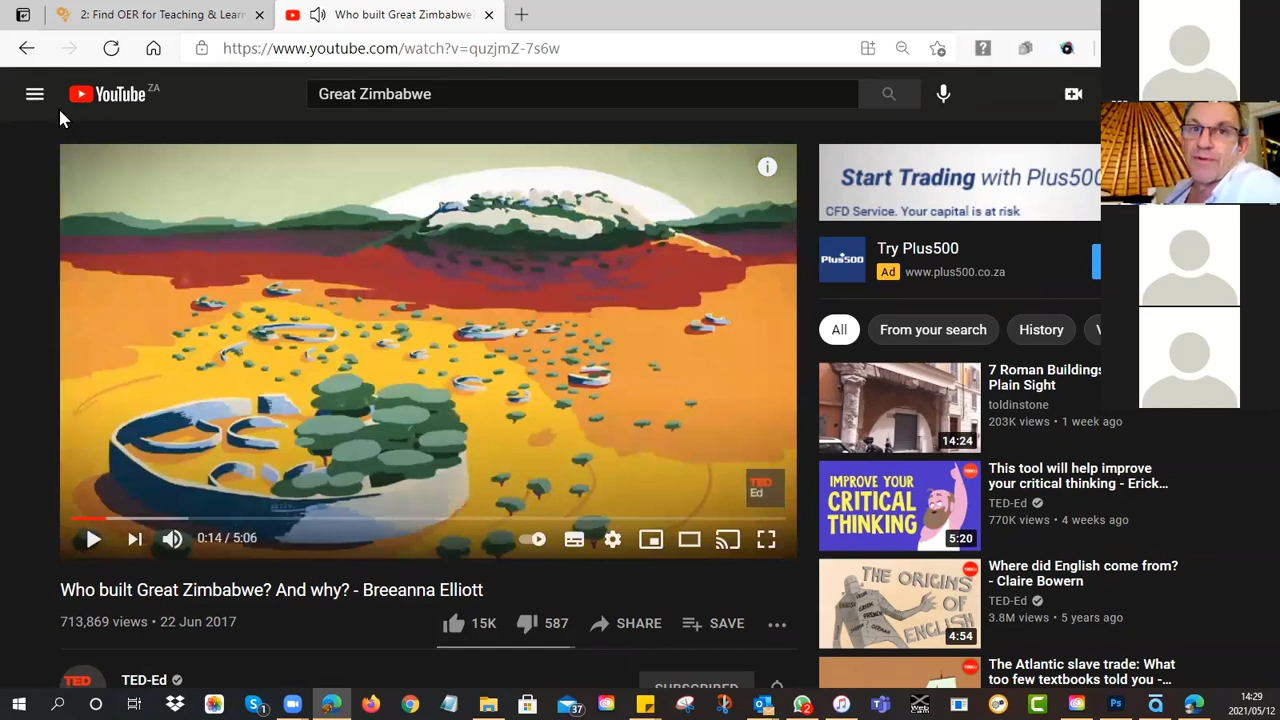 2: Find OER for Teaching & Learn
Who built Great Zimbabwe?
https://www.youtube.com/watch?v=quzjmZ-7s6w
YouTube ZA
Great Zimbabwe
i
Start Trading with Plus500
CFD Service. Your capital is at risk
Plus500
Try Plus500
Ad www.plus500.co.za
All
From your search
History
7 Roman Buildings
Plain Sight
toldinstone
203K views • 1 week ago
14:24
IMPROVE YOUR
CRITICAL
THINKING
5:20
This tool will help improve
your critical thinking - Erick...
TED-Ed
770K views • 4 weeks ago
THE ORIGINS
OF
ENGLISH
4:54
Where did English come from?
- Claire Bowern
TED-Ed
3.8M views • 5 years ago
The Atlantic slave trade: What
too few textbooks told you -
TED
Ed
0:14 / 5:06
Who built Great Zimbabwe? And why? - Breeanna Elliott
713,869 views • 22 Jun 2017
15K
587
SHARE
SAVE
TED
TED-Ed
SUBSCRIBED
1
37
2
Ps
14:29
2021/05/12